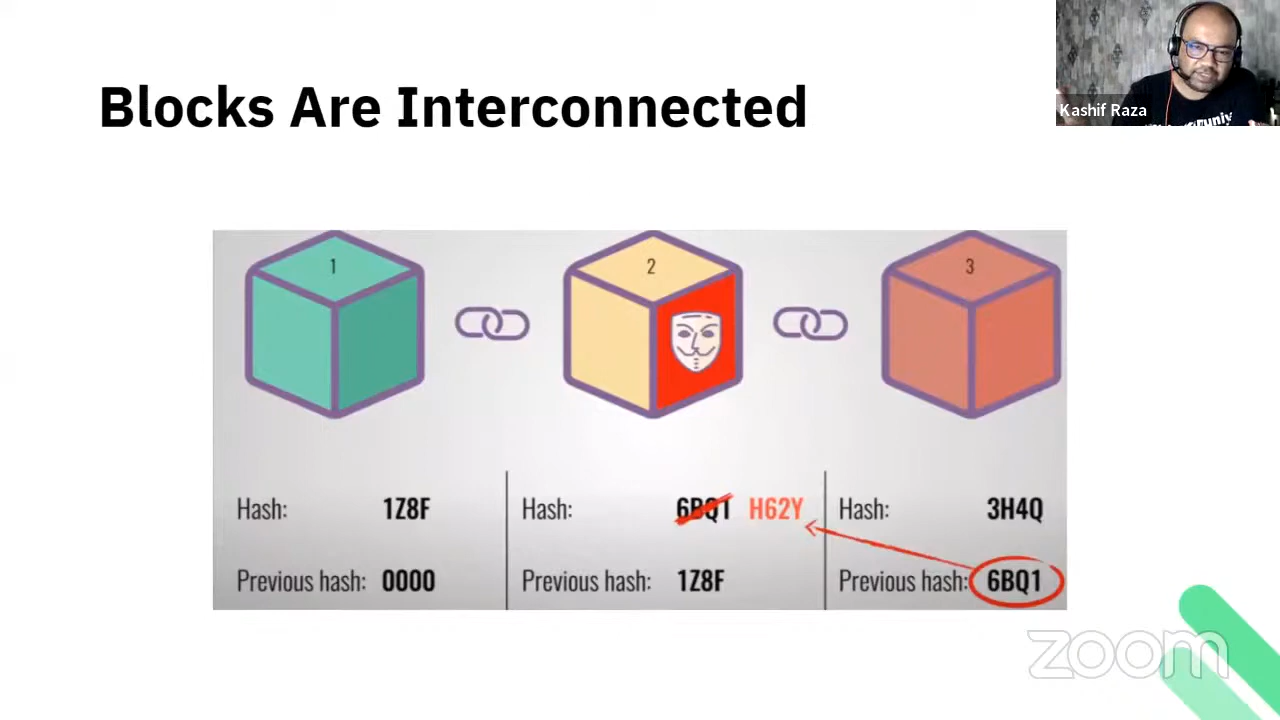 Blocks Are Interconnected
Kashif Raza
1
2
3
Hash: 1Z8F
Hash: 6BQ1 H62Y
Hash: 3H4Q
Previous hash: 0000
Previous hash: 1Z8F
Previous hash: 6BQ1
zoom